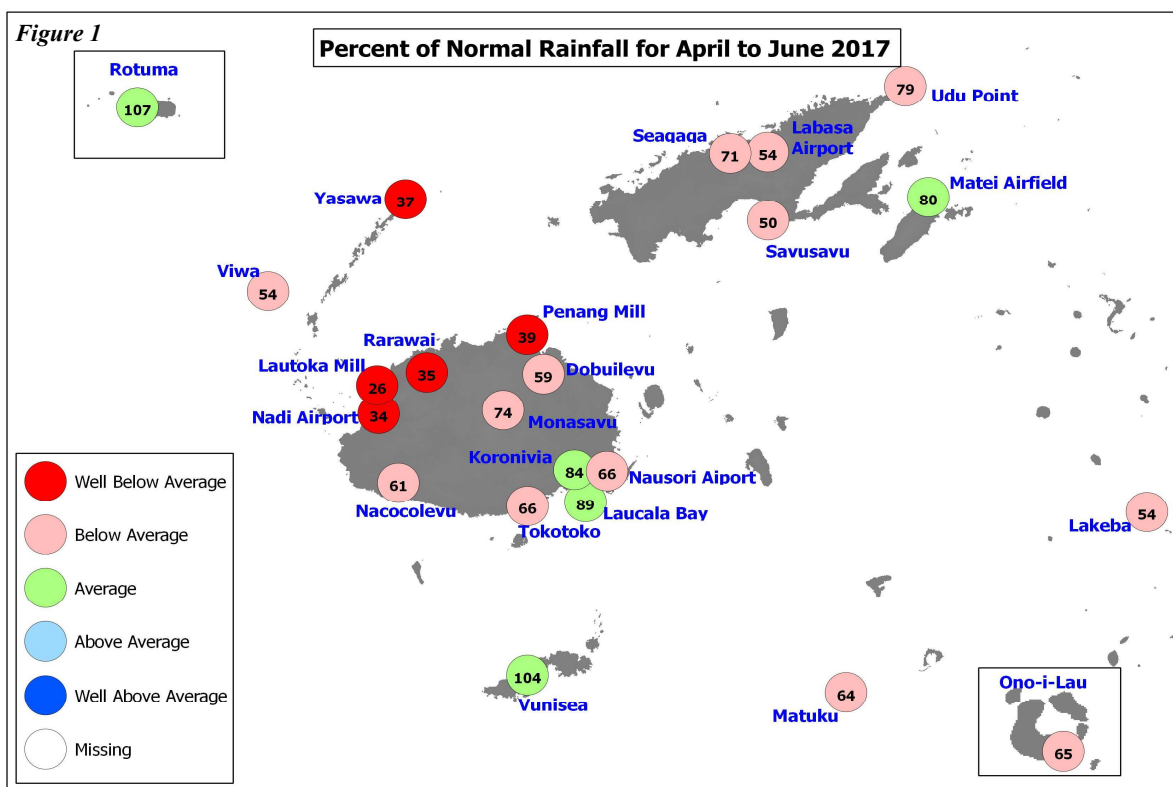 Figure 1
Percent of Normal Rainfall for April to June 2017
Rotuma
107
79
Udu Point
Seaqaqa
71
54
Labasa
Airport
Yasawa
37
Matei Airfield
80
50
Savusavu
Viwa
54
Penang Mill
39
Rarawai
35
Lautoka Mill
26
59
Dobuilevu
Nadi Airport
34
74
Monasavu
Koronivia
84
66
Nausori Aiport
61
Nacocolevu
66
Tokotoko
89
Laucala Bay
Lakeba
54
Well Below Average
Below Average
Average
Above Average
Well Above Average
Missing
104
Vunisea
64
Matuku
Ono-i-Lau
65